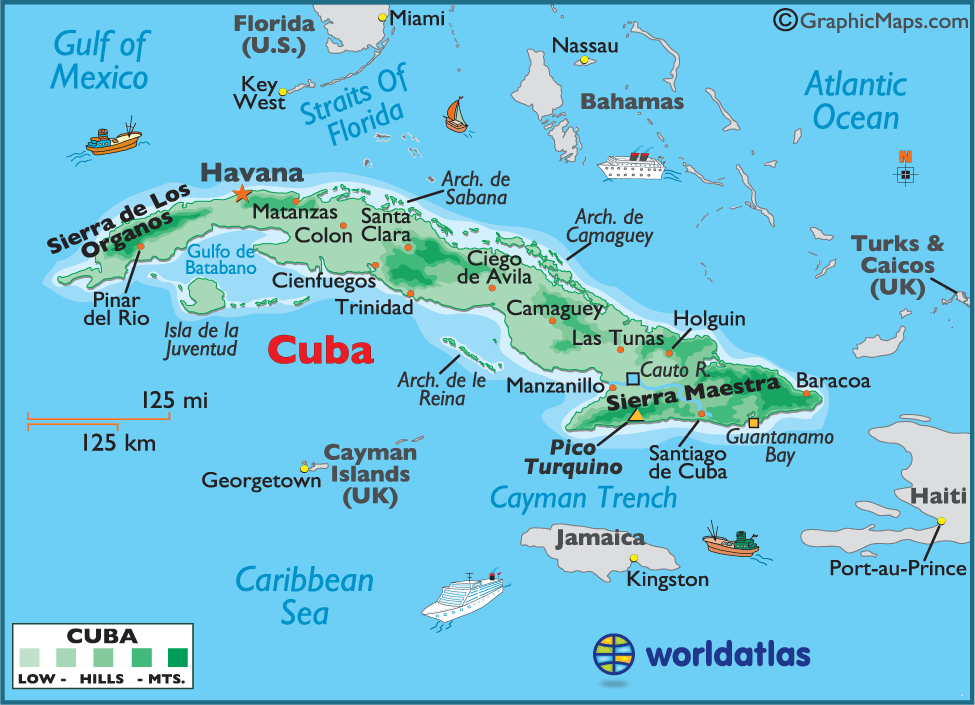 ©GraphicMaps.com
Gulf of
Mexico
Florida
(U.S.)
Miami
Key
West
Straits Of
Florida
Nassau
Bahamas
Atlantic
Ocean
N
Havana
Sierra de Los
Organos
Matanzas
Colon
Santa
Clara
Arch. de
Sabana
Arch. de
Camaguey
Gulfo de
Batabano
Cienfuegos
Ciego
de Avila
Turks &
Caicos
(UK)
Pinar
del Rio
Trinidad
Camaguey
Isla de la
Juventud
Cuba
Las Tunas
Holguin
Arch. de le
Reina
Cauto R.
Manzanillo
Sierra Maestra
Baracoa
125 mi
125 km
Pico
Turquino
Santiago
de Cuba
Guantanamo
Bay
Georgetown
Cayman
Islands
(UK)
Cayman Trench
Haiti
Jamaica
Kingston
Port-au-Prince
Caribbean
Sea
CUBA
LOW - HILLS - MTS.
worldatlas